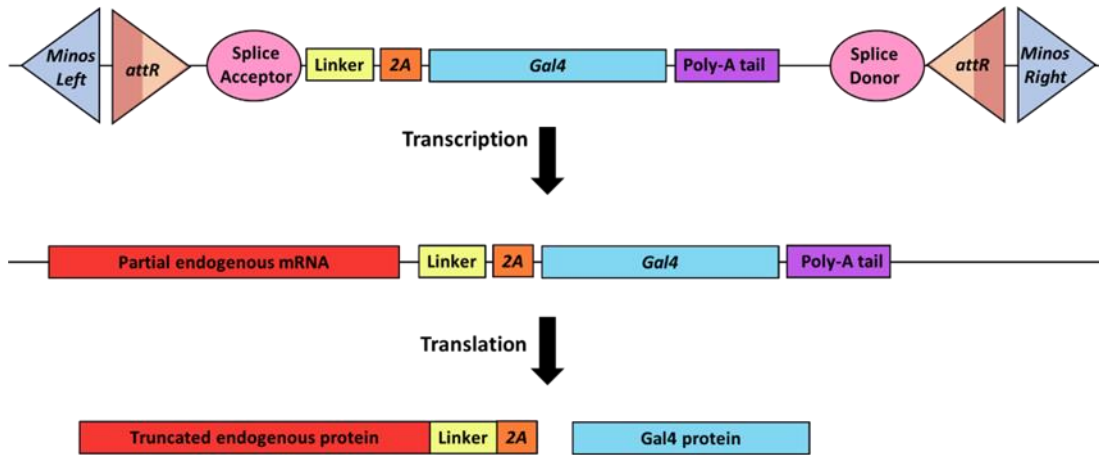 Minos
Left
attR
Splice
Acceptor
Linker
2A
Gal4
Poly-A tail
Splice
Donor
attR
Minos
Right
Transcription
Partial endogenous mRNA
Linker
2A
Gal4
Poly-A tail
Translation
Truncated endogenous protein
Linker
2A
Gal4 protein